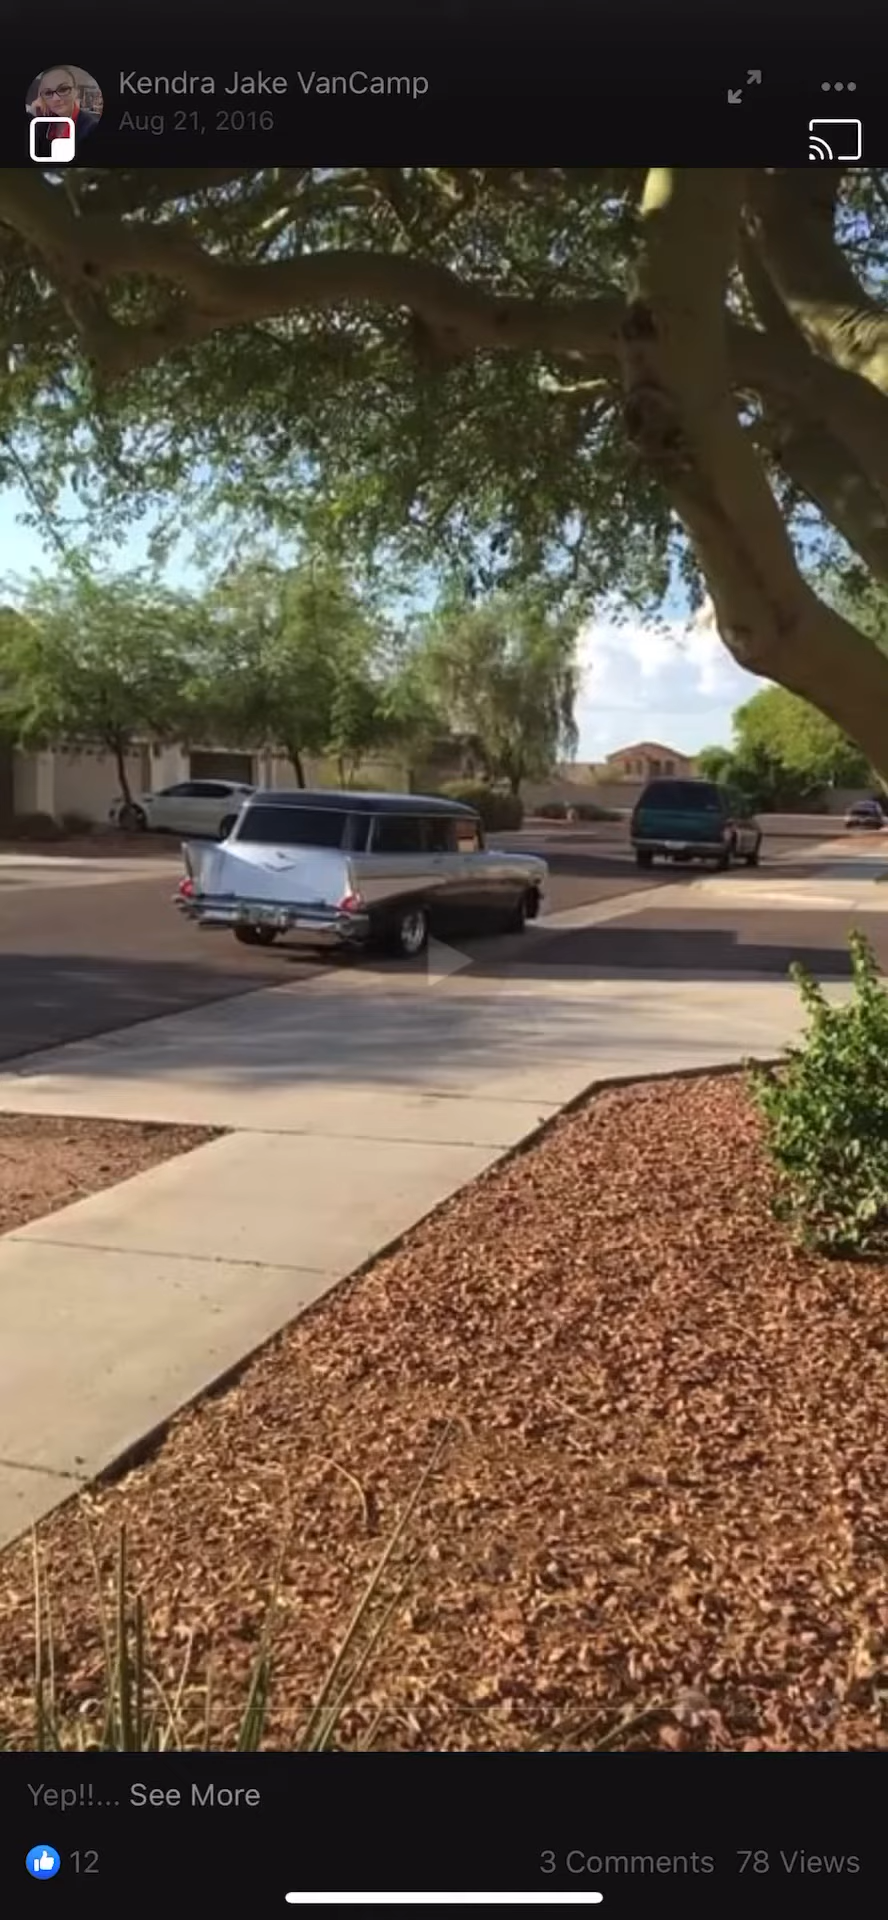 Kendra Jake VanCamp
Aug 21, 2016
Yep!!... See More
12
3 Comments 78 Views